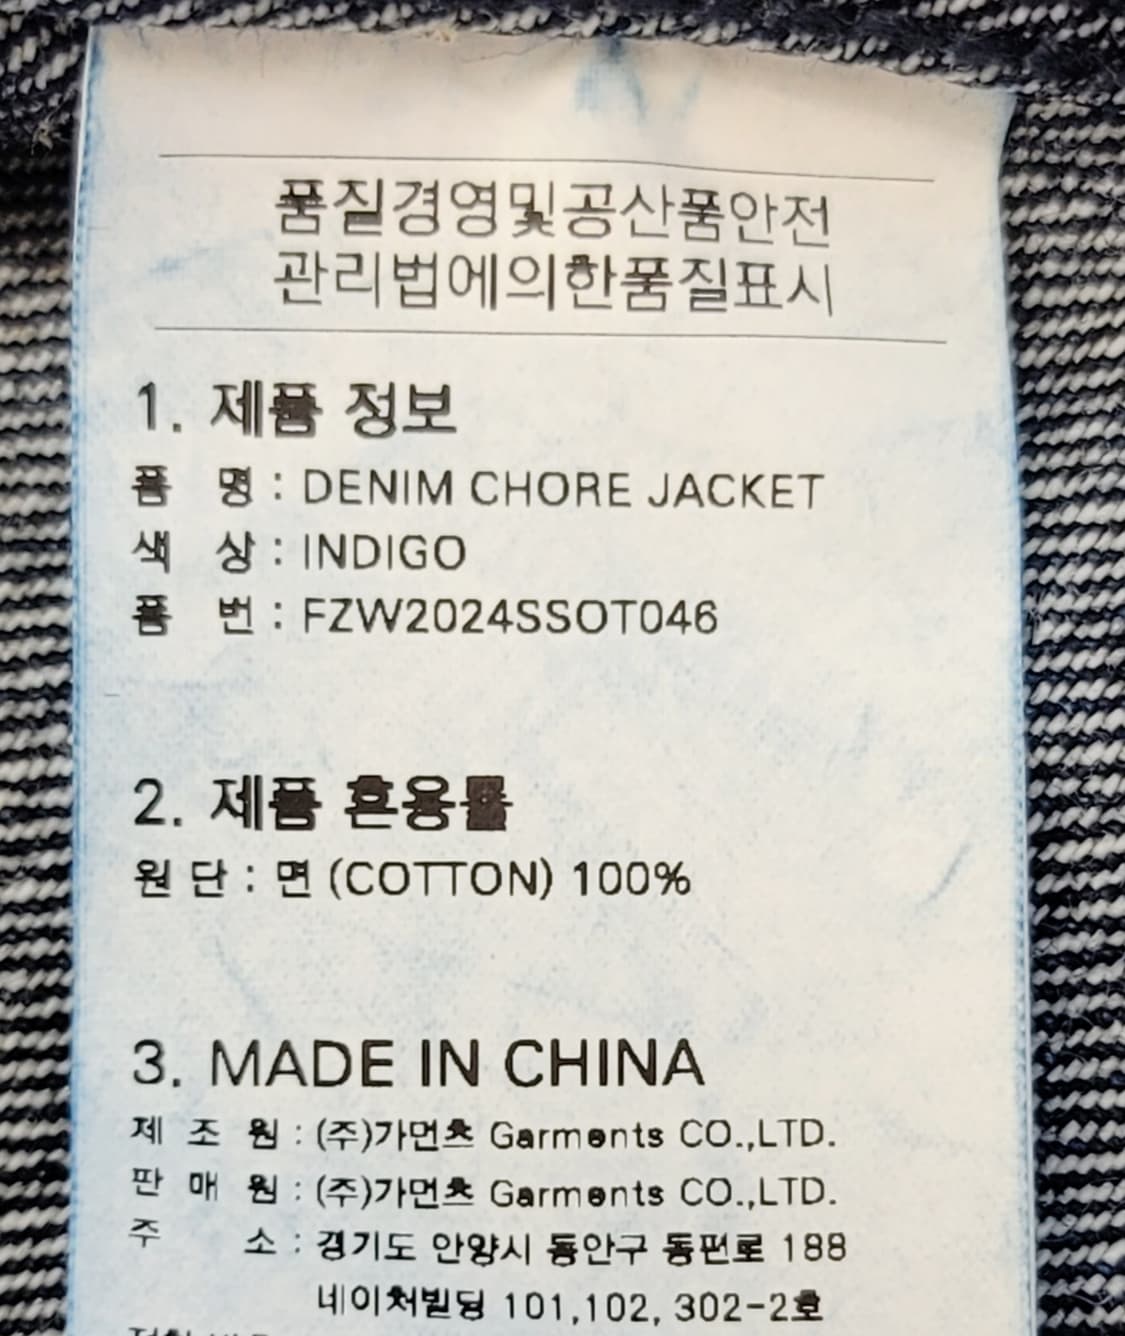 품질경영및공산품안전
관리법에의한품질표시
1. 제품 정보
품 명 : DENIM CHORE JACKET
색 상 : INDIGO
품 번 : FZW2024SSOT046
2. 제품 혼용률
원 단 : 면 (COTTON) 100%
3. MADE IN CHINA
제 조 원 : (주)가먼츠 Garments CO.,LTD.
판 매 원 : (주)가먼츠 Garments CO.,LTD.
주 소 : 경기도 안양시 동안구 동편로 188
네이처빌딩 101,102, 302-2호